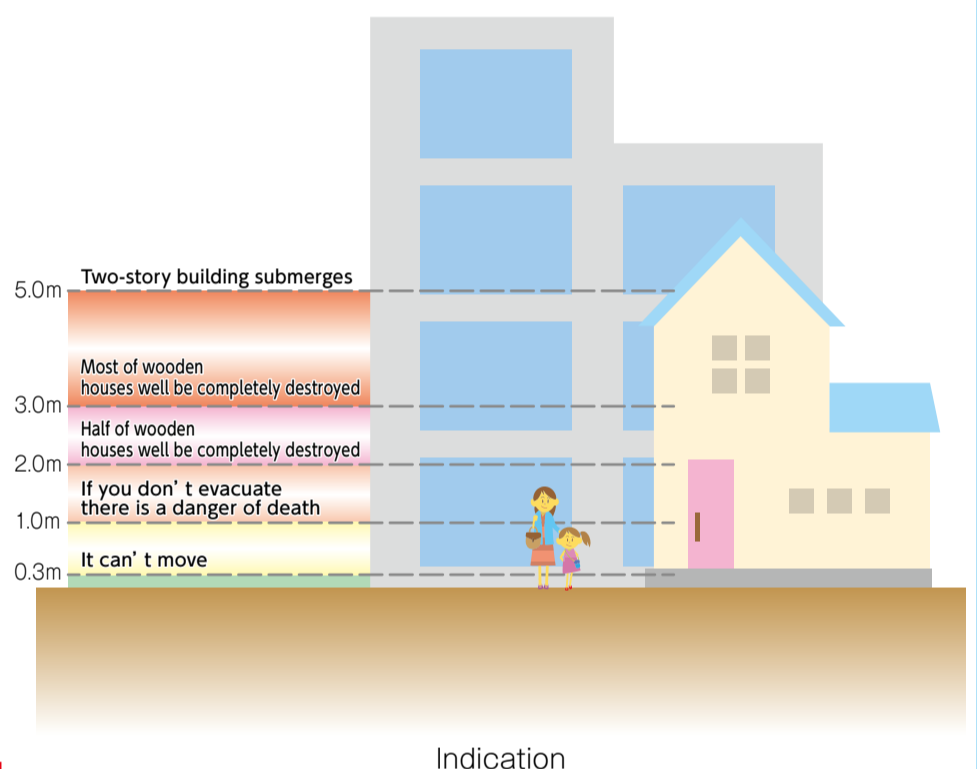 Two-story building submerges
5.0m
Most of wooden
houses well be completely destroyed
3.0m
Half of wooden
houses well be completely destroyed
2.0m
If you don’ t evacuate
there is a danger of death
1.0m
It can’ t move
0.3m
Indication